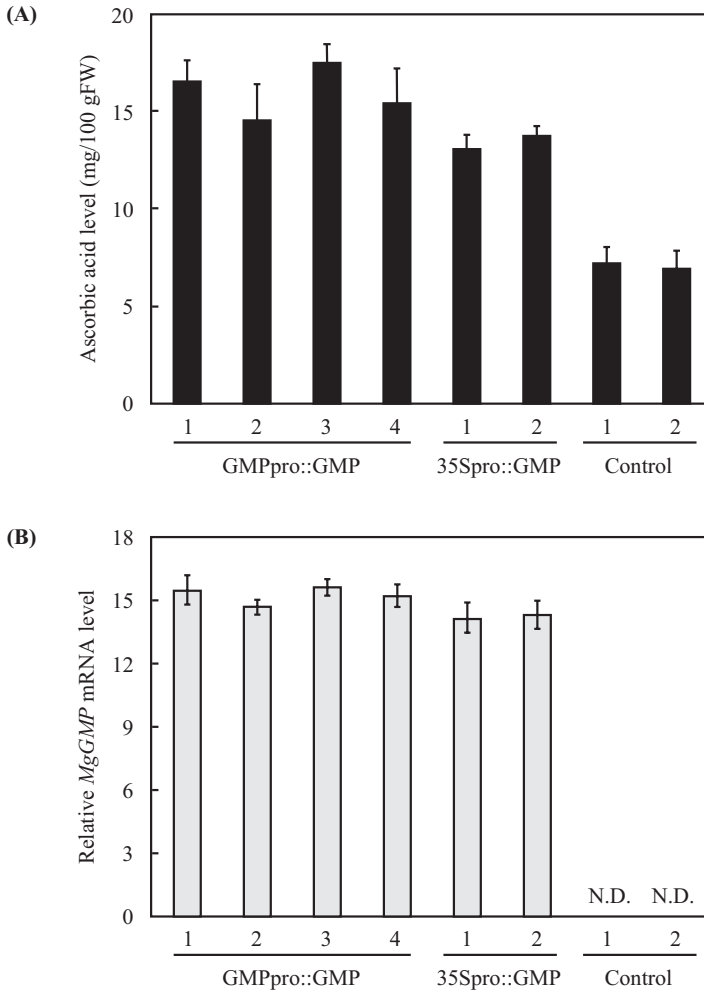 (A)
20
15
10
5
0
Ascorbic acid level (mg/100 gFW)
1 2 3 4 1 2 1 2
GMPpro::GMP 35Spro::GMP Control
(B)
18
15
12
9
6
3
0
Relative MgGMP mRNA level
N.D. N.D.
1 2 3 4 1 2 1 2
GMPpro::GMP 35Spro::GMP Control